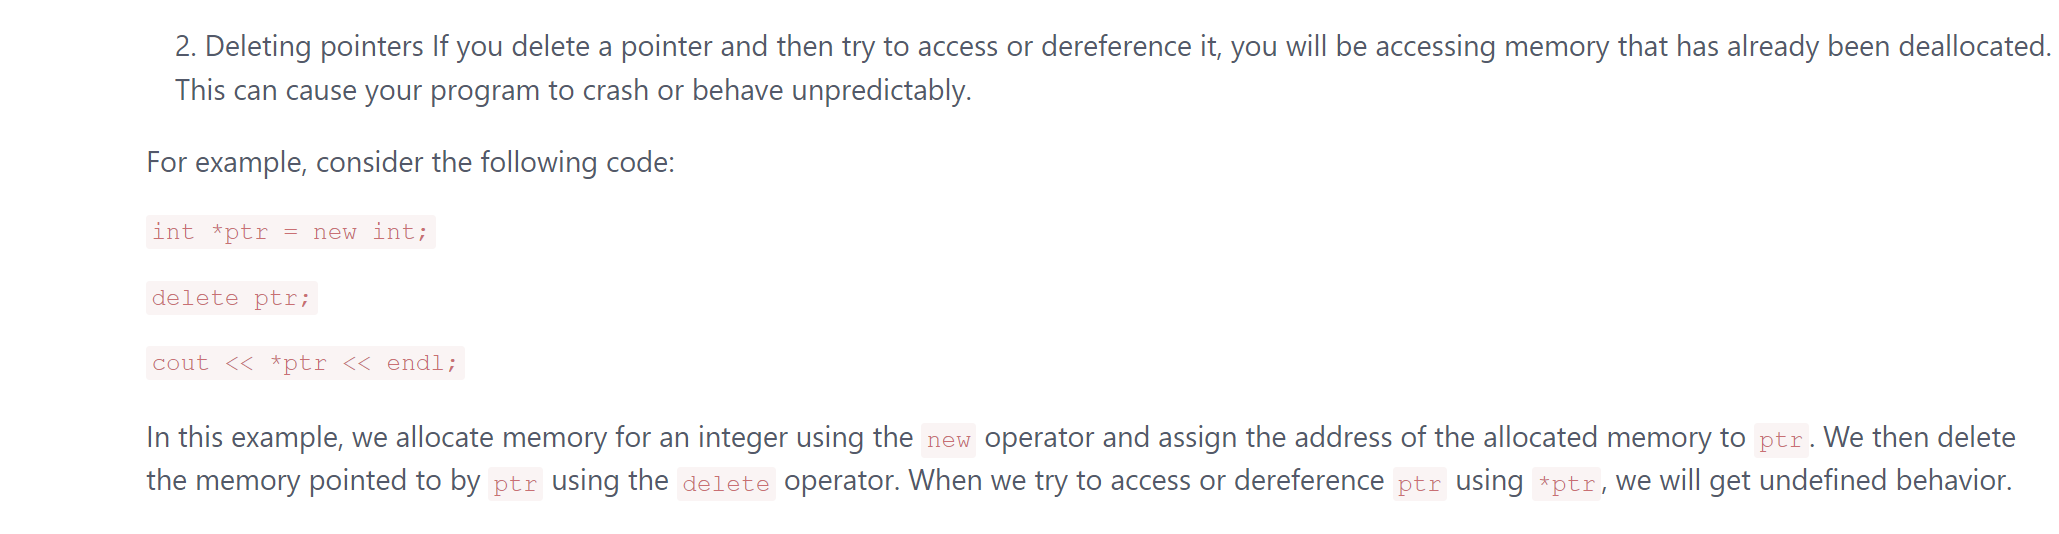 2. Deleting pointers If you delete a pointer and then try to access or dereference it, you will be accessing memory that has already been deallocated.
This can cause your program to crash or behave unpredictably.
For example, consider the following code:
int *ptr = new int;
delete ptr;
cout << *ptr << endl;
In this example, we allocate memory for an integer using the new operator and assign the address of the allocated memory to ptr. We then delete
the memory pointed to by ptr using the delete operator. When we try to access or dereference ptr using *ptr, we will get undefined behavior.